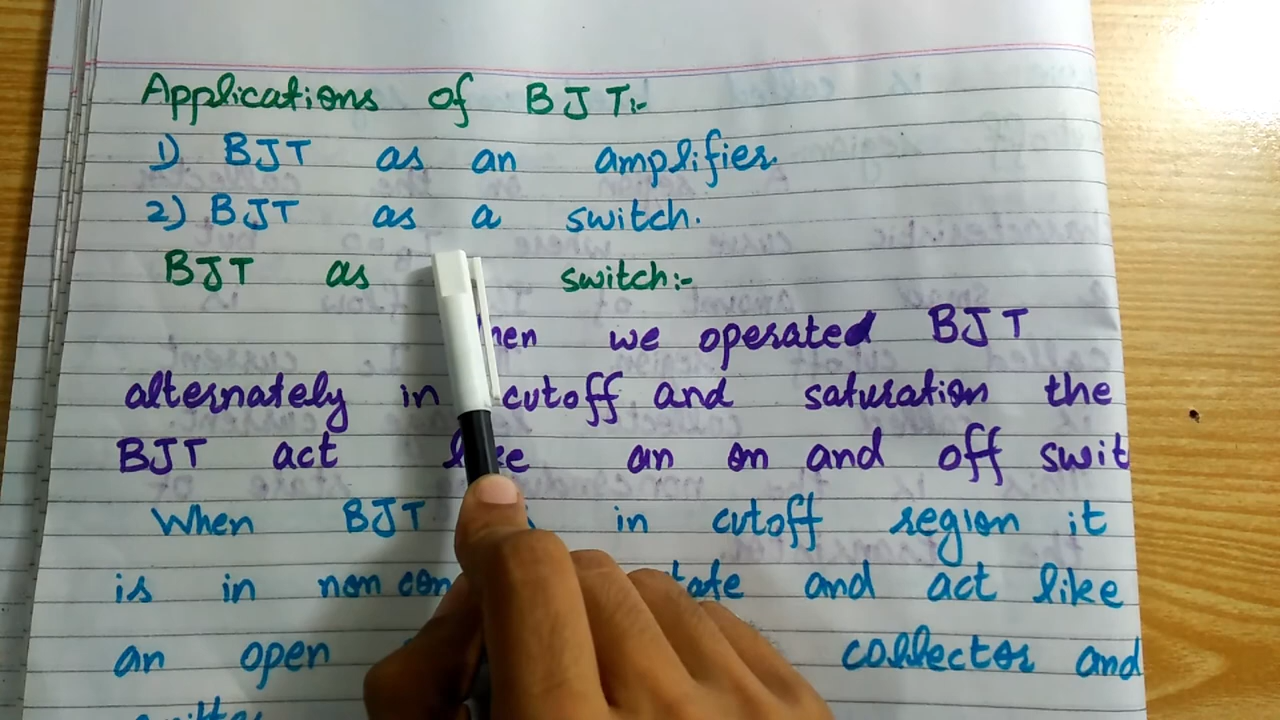 Applications of BJT:-
1) BJT as an amplifier.
2) BJT as a switch.
BJT as switch:-
we operated BJT
alternately in cutoff and saturation the
BJT act like an on and off swit
When BJT in cutoff region it
is in non and act like
an open collector and